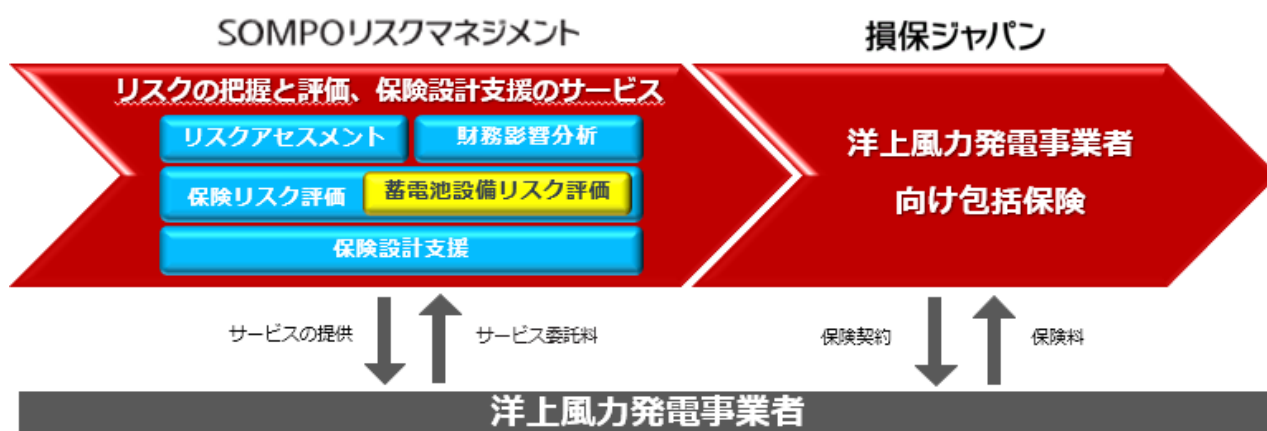 SOMPOリスクマネジメント
損保ジャパン
リスクの把握と評価、保険設計支援のサービス
リスクアセスメント
財務影響分析
保険リスク評価
蓄電池設備リスク評価
保険設計支援
洋上風力発電事業者
向け包括保険
サービスの提供
サービス委託料
保険契約
保険料
洋上風力発電事業者